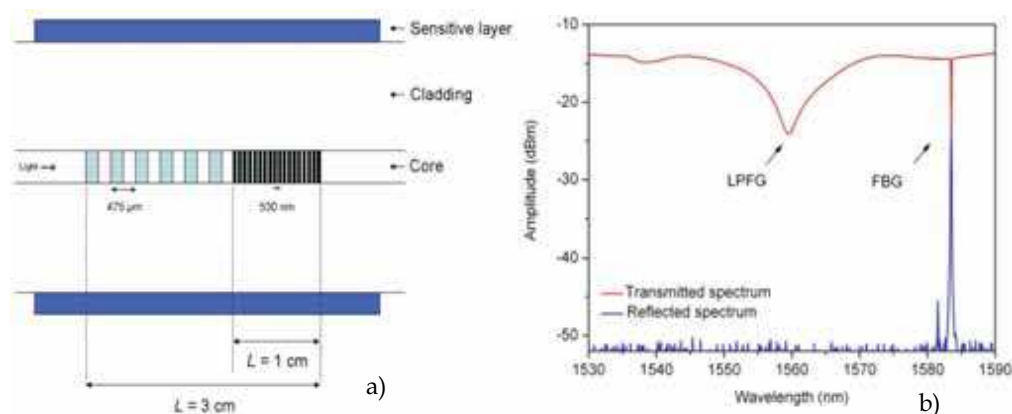 Sensitive layer
Cladding
Light
Core
475 µm
530 nm
L = 1 cm
L = 3 cm
a)
-10
-20
-30
-40
-50
Amplitude (dBm)
LPFG
FBG
Transmitted spectrum
Reflected spectrum
1530 1540 1550 1560 1570 1580 1590
Wavelength (nm)
b)